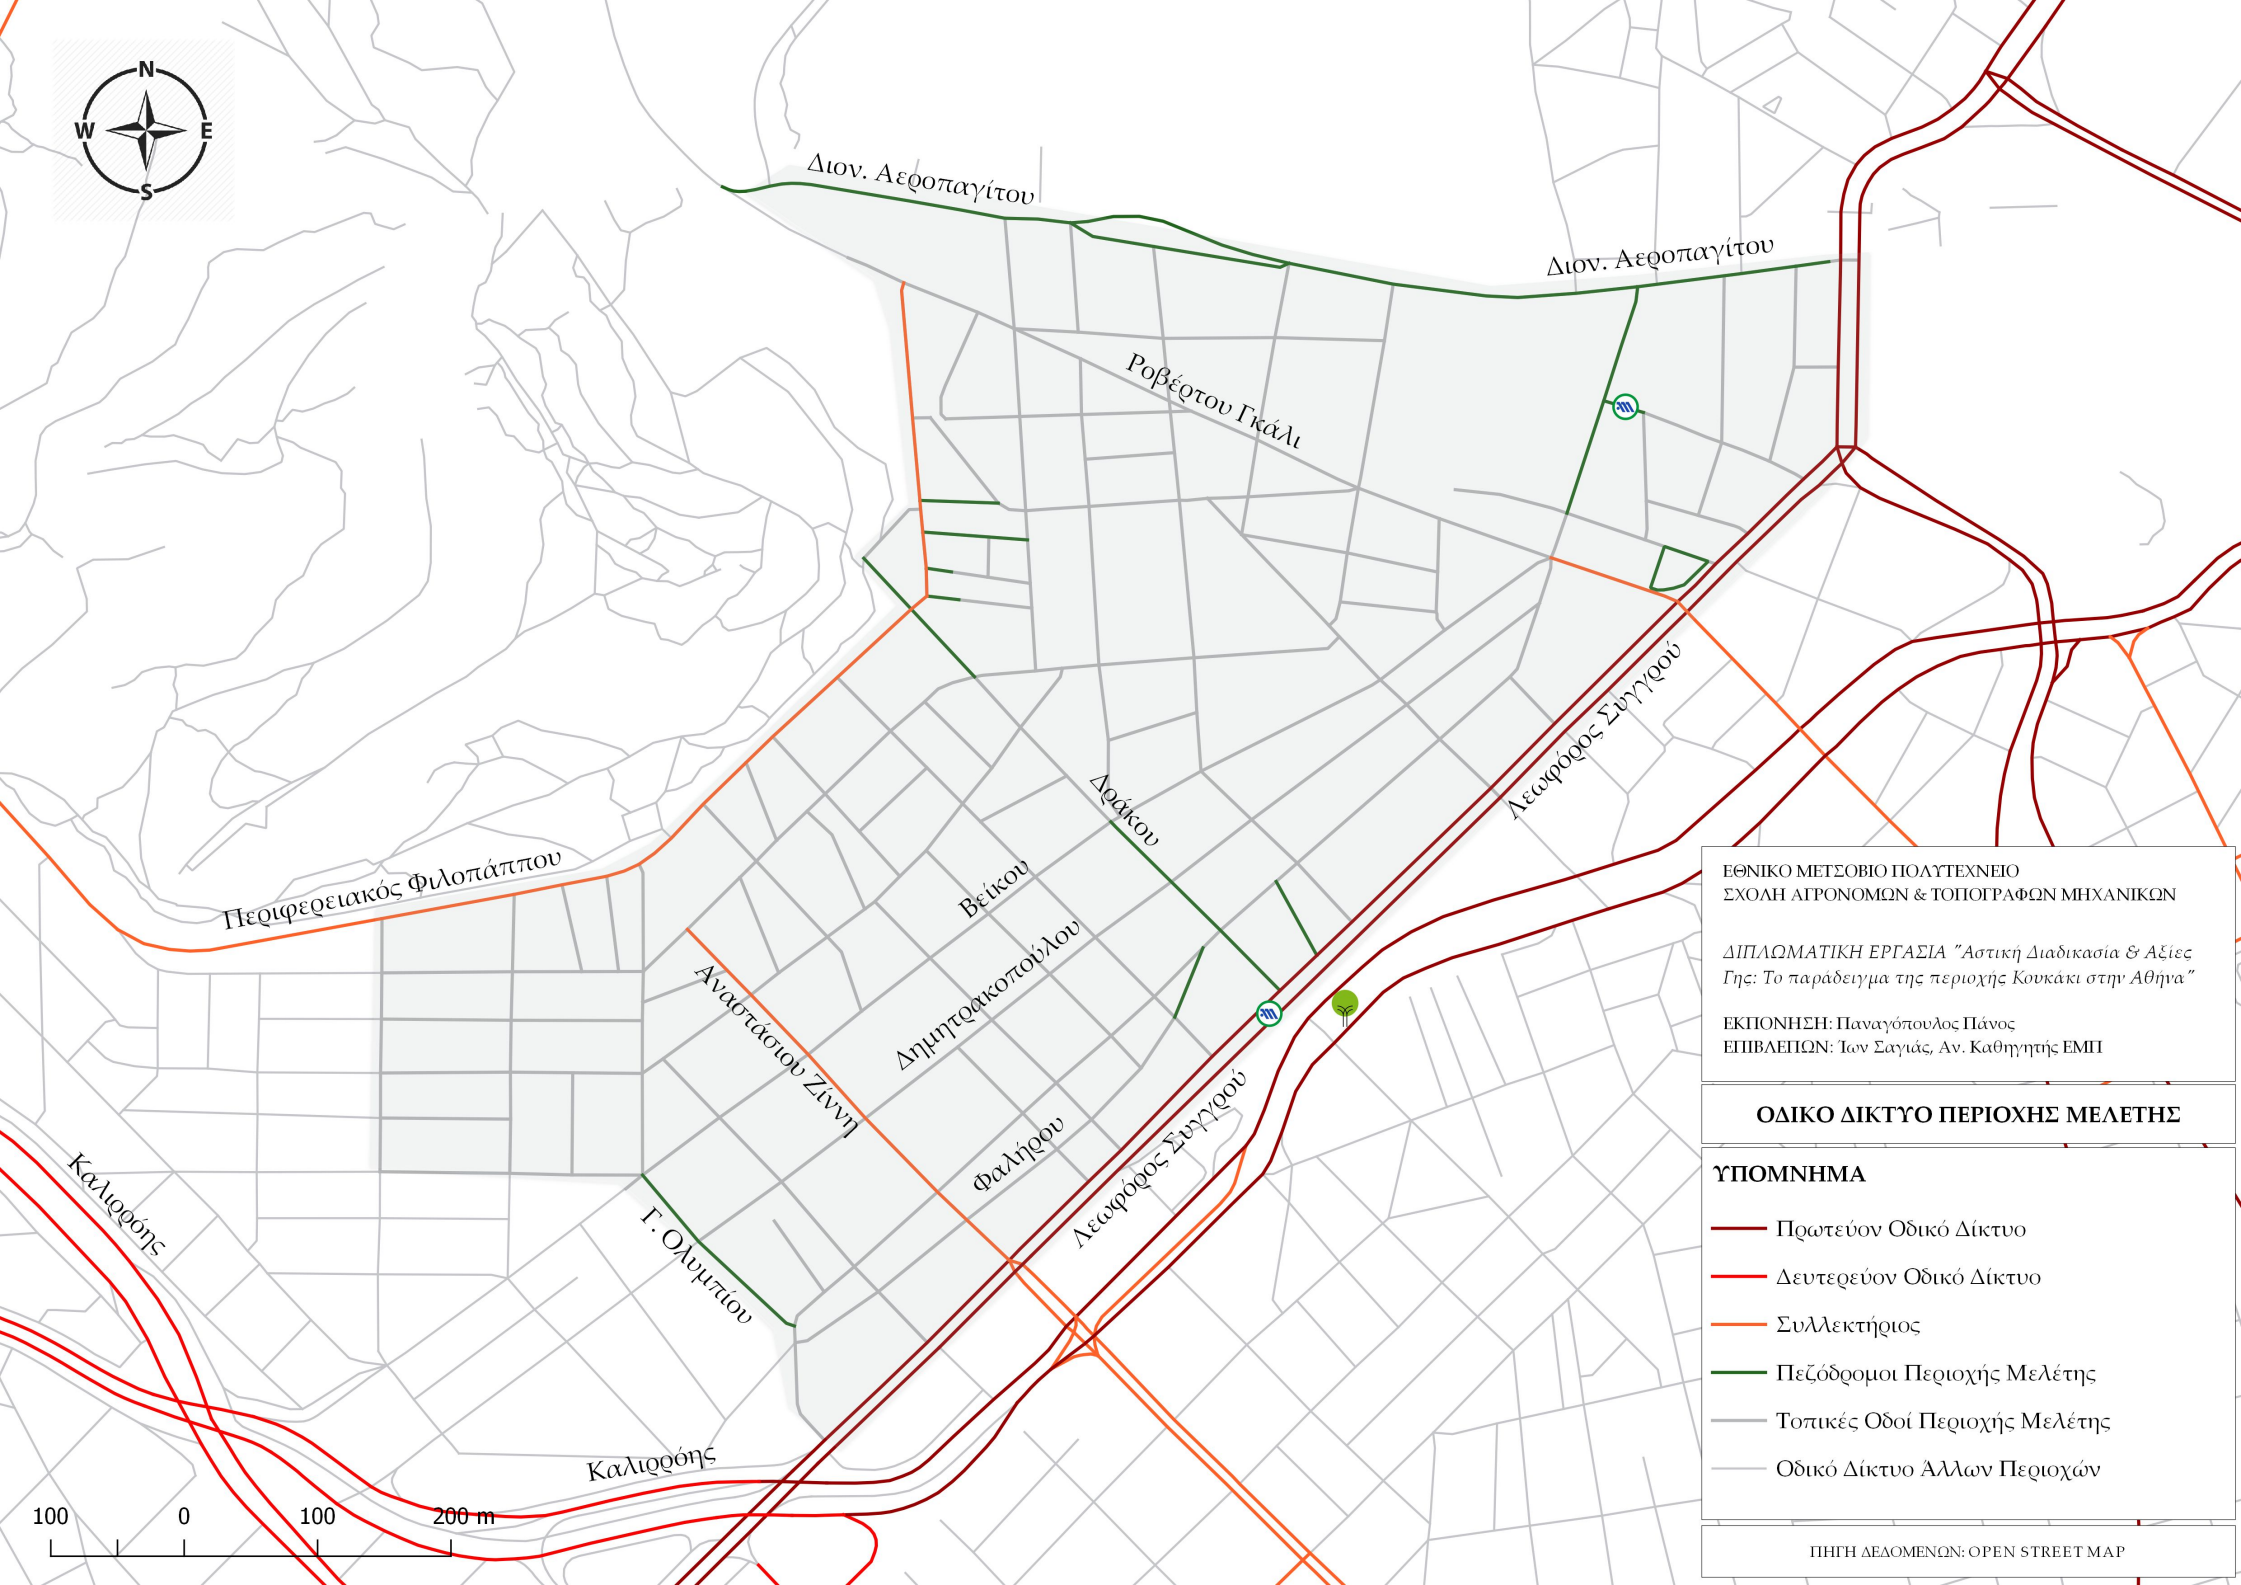 N
W E
S
Διον. Αεροπαγίτου
Διον. Αεροπαγίτου
Ροβέρτου Γκάλι
Λεωφόρος Συγγρού
Δράκου
Περιφερειακός Φιλοπάππου
Βεΐκου
Δημητρακοπούλου
Αναστάσιου Ζίννη
Φαλήρου
Λεωφόρος Συγγρού
Γ. Ολυμπίου
Καλιρρόης
Καλιρρόης
100 0 100 200 m
ΕΘΝΙΚΟ ΜΕΤΣΟΒΙΟ ΠΟΛΥΤΕΧΝΕΙΟ
ΣΧΟΛΗ ΑΓΡΟΝΟΜΩΝ & ΤΟΠΟΓΡΑΦΩΝ ΜΗΧΑΝΙΚΩΝ
ΔΙΠΛΩΜΑΤΙΚΗ ΕΡΓΑΣΙΑ "Αστική Διαδικασία & Αξίες
Γης: Το παράδειγμα της περιοχής Κουκάκι στην Αθήνα"
ΕΚΠΟΝΗΣΗ: Παναγόπουλος Πάνος
ΕΠΙΒΛΕΠΩΝ: Ίων Σαγιάς, Αν. Καθηγητής ΕΜΠ
ΟΔΙΚΟ ΔΙΚΤΥΟ ΠΕΡΙΟΧΗΣ ΜΕΛΕΤΗΣ
ΥΠΟΜΝΗΜΑ
Πρωτεύον Οδικό Δίκτυο
Δευτερεύον Οδικό Δίκτυο
Συλλεκτήριος
Πεζόδρομοι Περιοχής Μελέτης
Τοπικές Οδοί Περιοχής Μελέτης
Οδικό Δίκτυο Άλλων Περιοχών
ΠΗΓΗ ΔΕΔΟΜΕΝΩΝ: OPEN STREET MAP